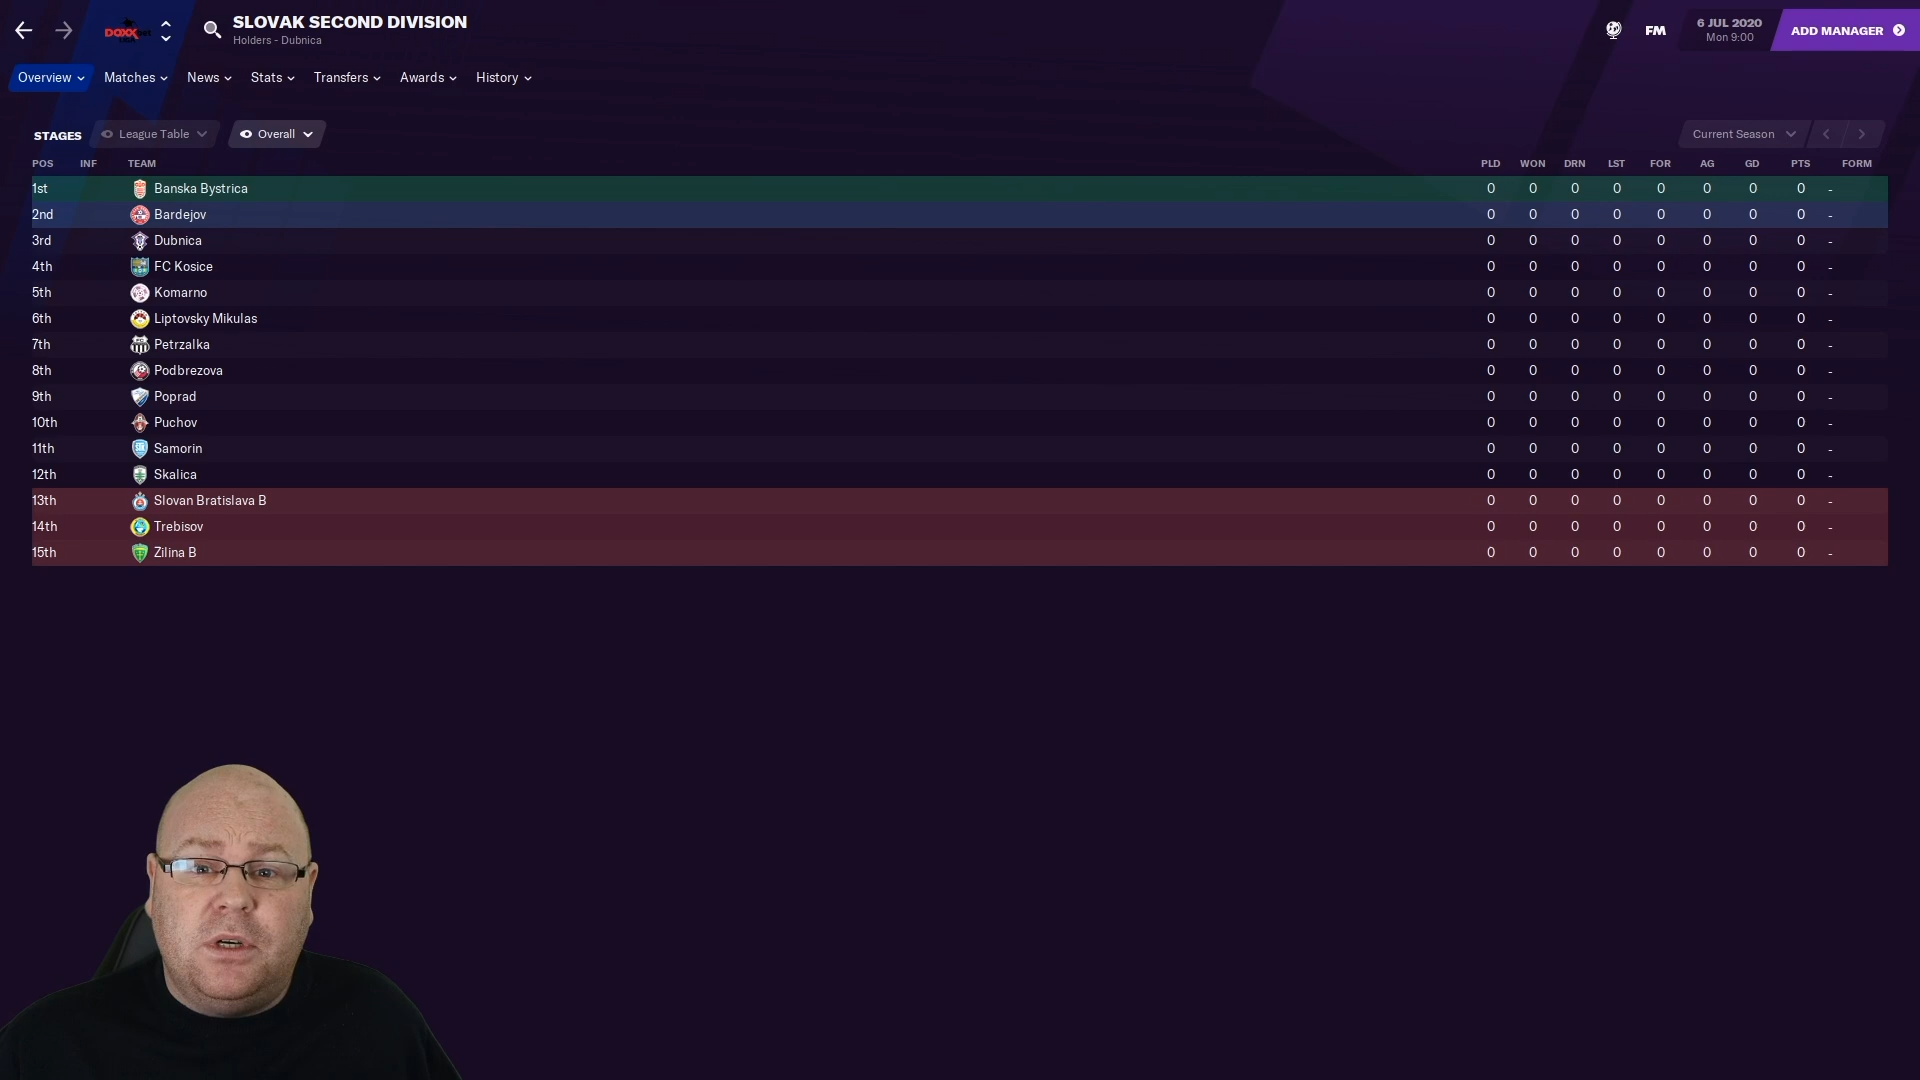 SLOVAK SECOND DIVISION
Holders - Dubnica
FM
6 JUL 2020
Mon 9:00
ADD MANAGER
Overview Matches News Stats Transfers Awards History
STAGES League Table Overall Current Season
POS INF TEAM PLD WON DRN LST FOR AG GD PTS FORM
1st Banska Bystrica 0 0 0 0 0 0 0 0 -
2nd Bardejov 0 0 0 0 0 0 0 0 -
3rd Dubnica 0 0 0 0 0 0 0 0 -
4th FC Kosice 0 0 0 0 0 0 0 0 -
5th Komarno 0 0 0 0 0 0 0 0 -
6th Liptovsky Mikulas 0 0 0 0 0 0 0 0 -
7th Petrzalka 0 0 0 0 0 0 0 0 -
8th Podbrezova 0 0 0 0 0 0 0 0 -
9th Poprad 0 0 0 0 0 0 0 0 -
10th Puchov 0 0 0 0 0 0 0 0 -
11th Samorin 0 0 0 0 0 0 0 0 -
12th Skalica 0 0 0 0 0 0 0 0 -
13th Slovan Bratislava B 0 0 0 0 0 0 0 0 -
14th Trebisov 0 0 0 0 0 0 0 0 -
15th Zilina B 0 0 0 0 0 0 0 0 -